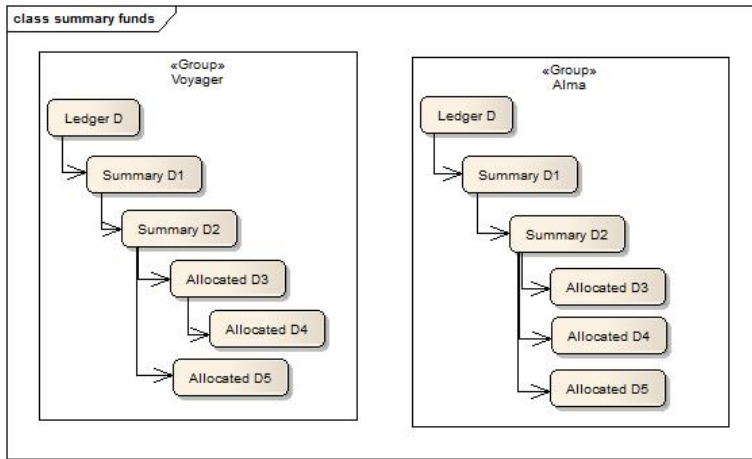 class summary funds
«Group»
Voyager
Ledger D
Summary D1
Summary D2
Allocated D3
Allocated D4
Allocated D5
«Group»
Alma
Ledger D
Summary D1
Summary D2
Allocated D3
Allocated D4
Allocated D5